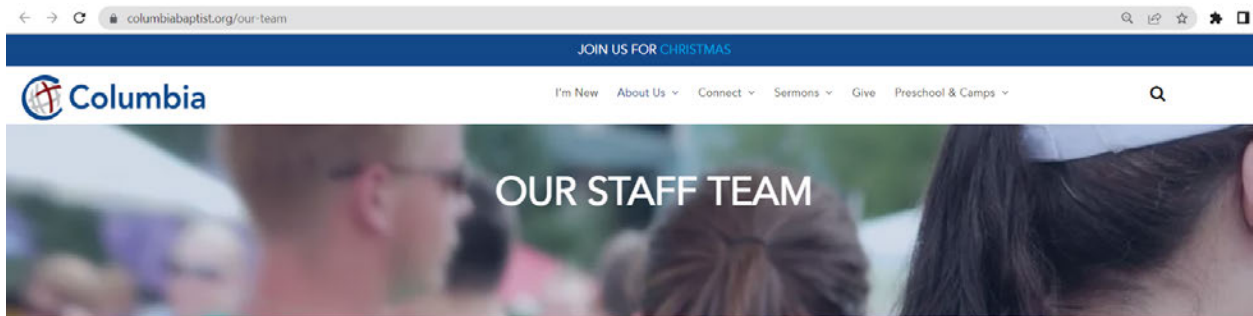 columbiabaptist.org/our-team
JOIN US FOR CHRISTMAS
Columbia
I'm New About Us Connect Sermons Give Preschool & Camps
OUR STAFF TEAM